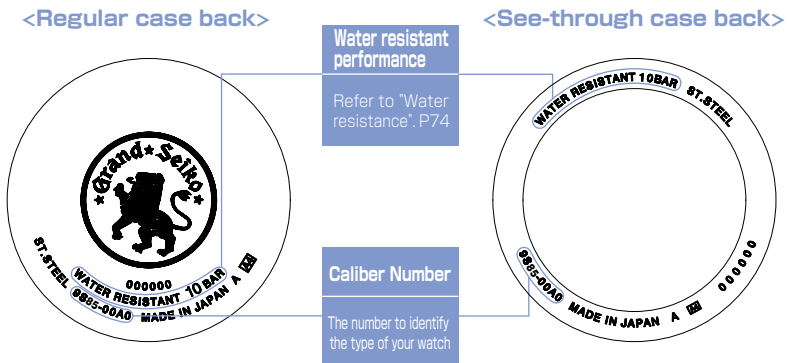 <Regular case back>
<See-through case back>
Water resistant
performance
Refer to "Water
resistance". P74
Grand★Seiko
000000
WATER RESISTANT 10 BAR
ST.STEEL 9S85-00A0 MADE IN JAPAN A
WATER RESISTANT 10BAR ST.STEEL
9S85-00A0 MADE IN JAPAN A 000000
Caliber Number
The number to identify
the type of your watch